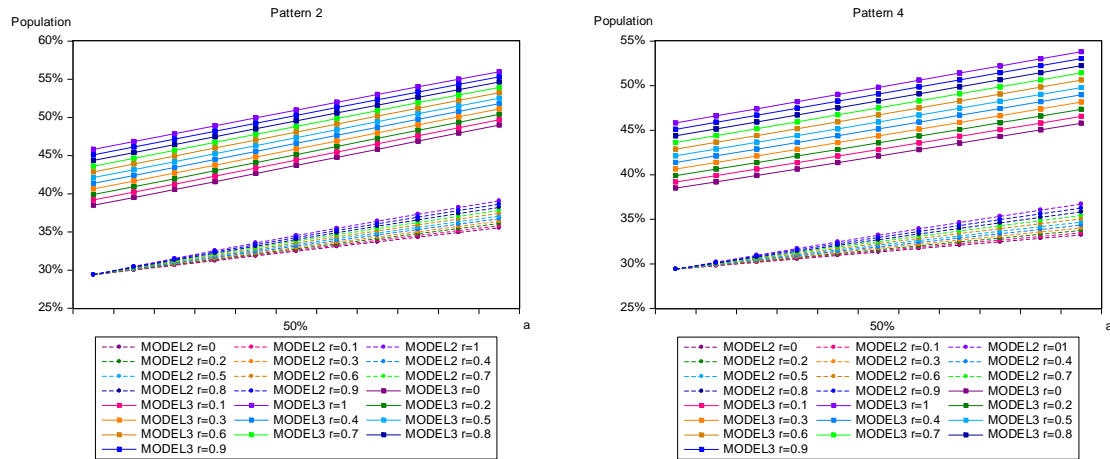 Pattern 2
Population
60%
55%
50%
45%
40%
35%
30%
25%
50%
a
MODEL2 r=0 MODEL2 r=0.1 MODEL2 r=1
MODEL2 r=0.2 MODEL2 r=0.3 MODEL2 r=0.4
MODEL2 r=0.5 MODEL2 r=0.6 MODEL2 r=0.7
MODEL2 r=0.8 MODEL2 r=0.9 MODEL3 r=0
MODEL3 r=0.1 MODEL3 r=1 MODEL3 r=0.2
MODEL3 r=0.3 MODEL3 r=0.4 MODEL3 r=0.5
MODEL3 r=0.6 MODEL3 r=0.7 MODEL3 r=0.8
MODEL3 r=0.9
Pattern 4
Population
55%
50%
45%
40%
35%
30%
25%
50%
a
MODEL2 r=0 MODEL2 r=0.1 MODEL2 r=01
MODEL2 r=0.2 MODEL2 r=0.3 MODEL2 r=0.4
MODEL2 r=0.5 MODEL2 r=0.6 MODEL2 r=0.7
MODEL2 r=0.8 MODEL2 r=0.9 MODEL3 r=0
MODEL3 r=0.1 MODEL3 r=1 MODEL3 r=0.2
MODEL3 r=0.3 MODEL3 r=0.4 MODEL3 r=0.5
MODEL3 r=0.6 MODEL3 r=0.7 MODEL3 r=0.8
MODEL3 r=0.9